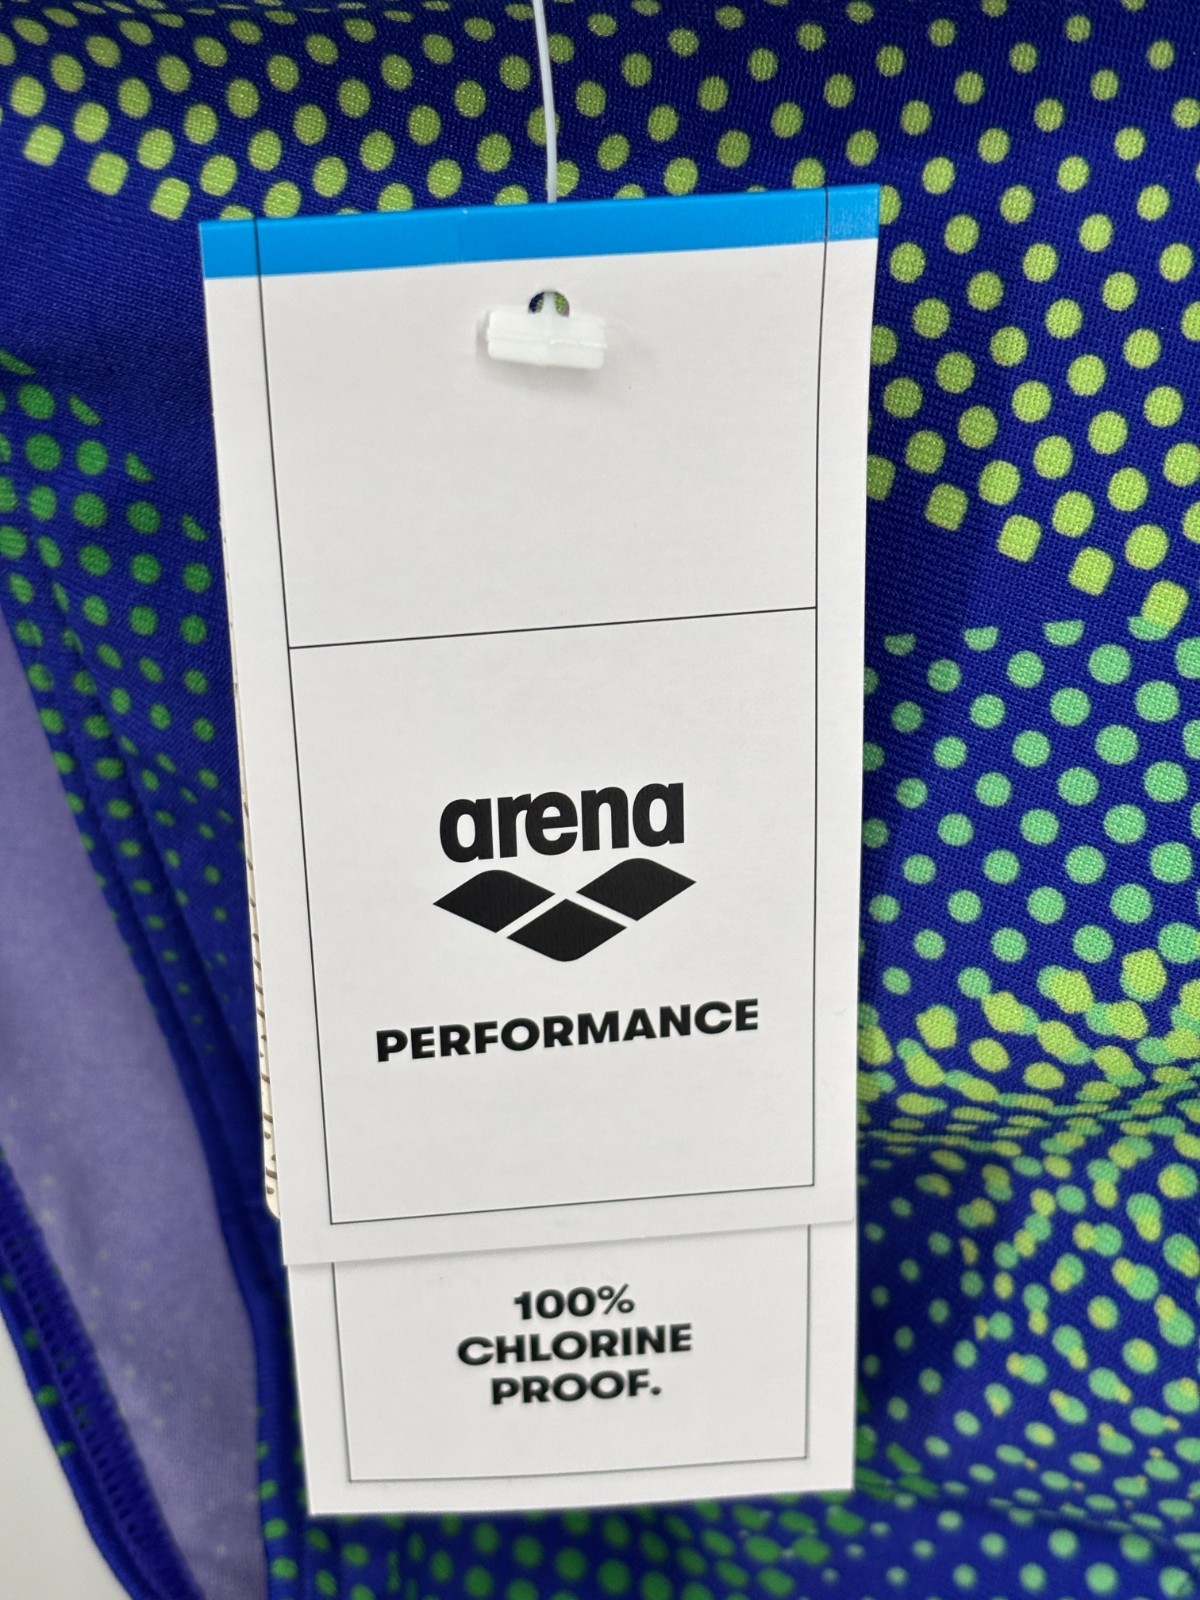 arena
PERFORMANCE
100%
CHLORINE
PROOF.